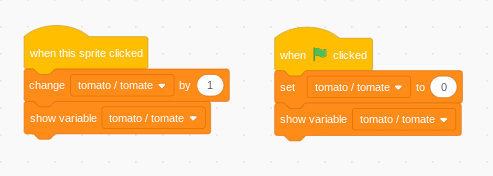 when this sprite clicked
change tomato / tomate by 1
show variable tomato / tomate
when clicked
set tomato / tomate to 0
show variable tomato / tomate